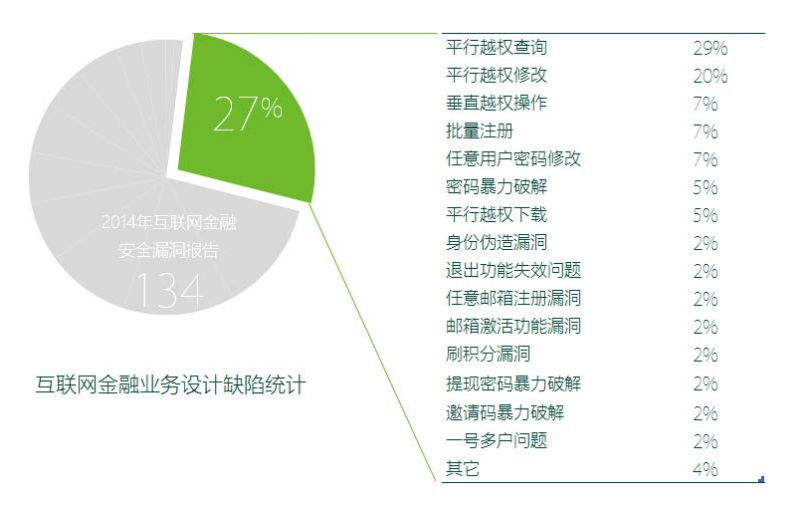 27%
2014年互联网金融
安全漏洞报告
134
互联网金融业务设计缺陷统计
平行越权查询 29%
平行越权修改 20%
垂直越权操作 7%
批量注册 7%
任意用户密码修改 7%
密码暴力破解 5%
平行越权下载 5%
身份伪造漏洞 2%
退出功能失效问题 2%
任意邮箱注册漏洞 2%
邮箱激活功能漏洞 2%
刷积分漏洞 2%
提现密码暴力破解 2%
邀请码暴力破解 2%
一号多户问题 2%
其它 4%